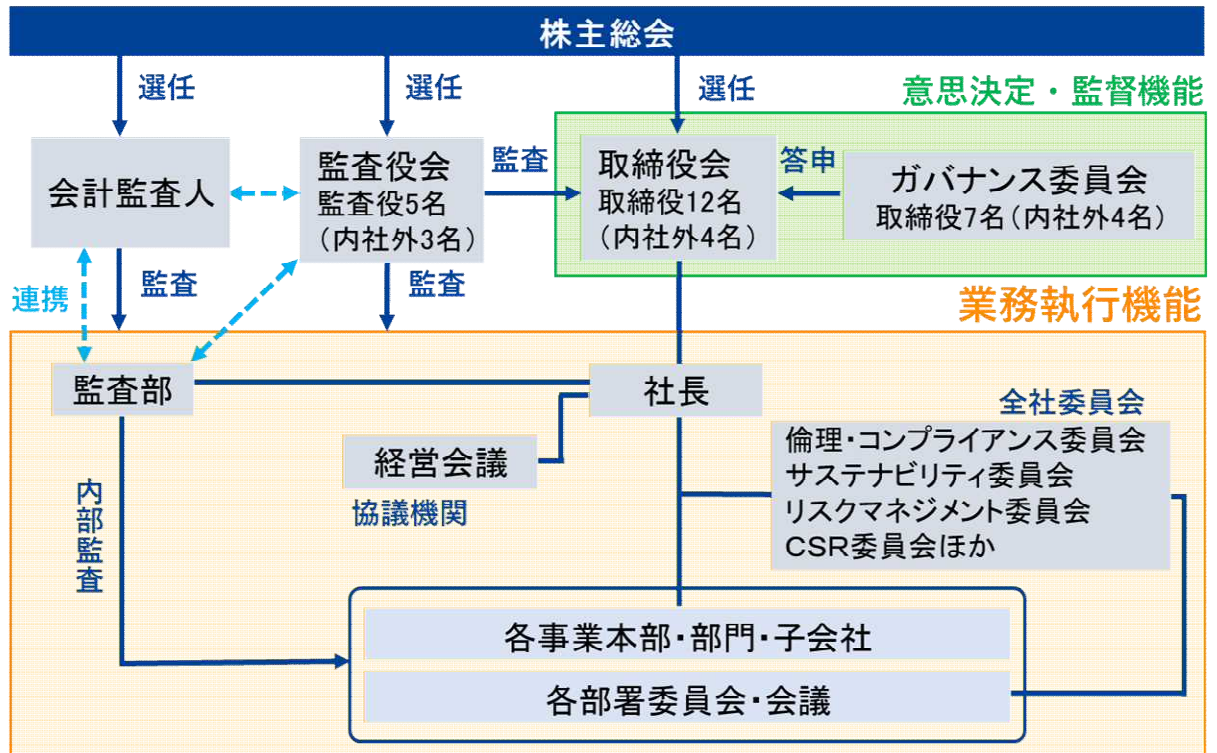 株主総会
選任
選任
選任
意思決定・監督機能
会計監査人
監査役会
監査役5名
(内社外3名)
監査
取締役会
取締役12名
(内社外4名)
答申
ガバナンス委員会
取締役7名(内社外4名)
連携
監査
監査
業務執行機能
監査部
社長
全社委員会
経営会議
協議機関
倫理・コンプライアンス委員会
サステナビリティ委員会
リスクマネジメント委員会
CSR委員会ほか
内部監査
各事業本部・部門・子会社
各部署委員会・会議